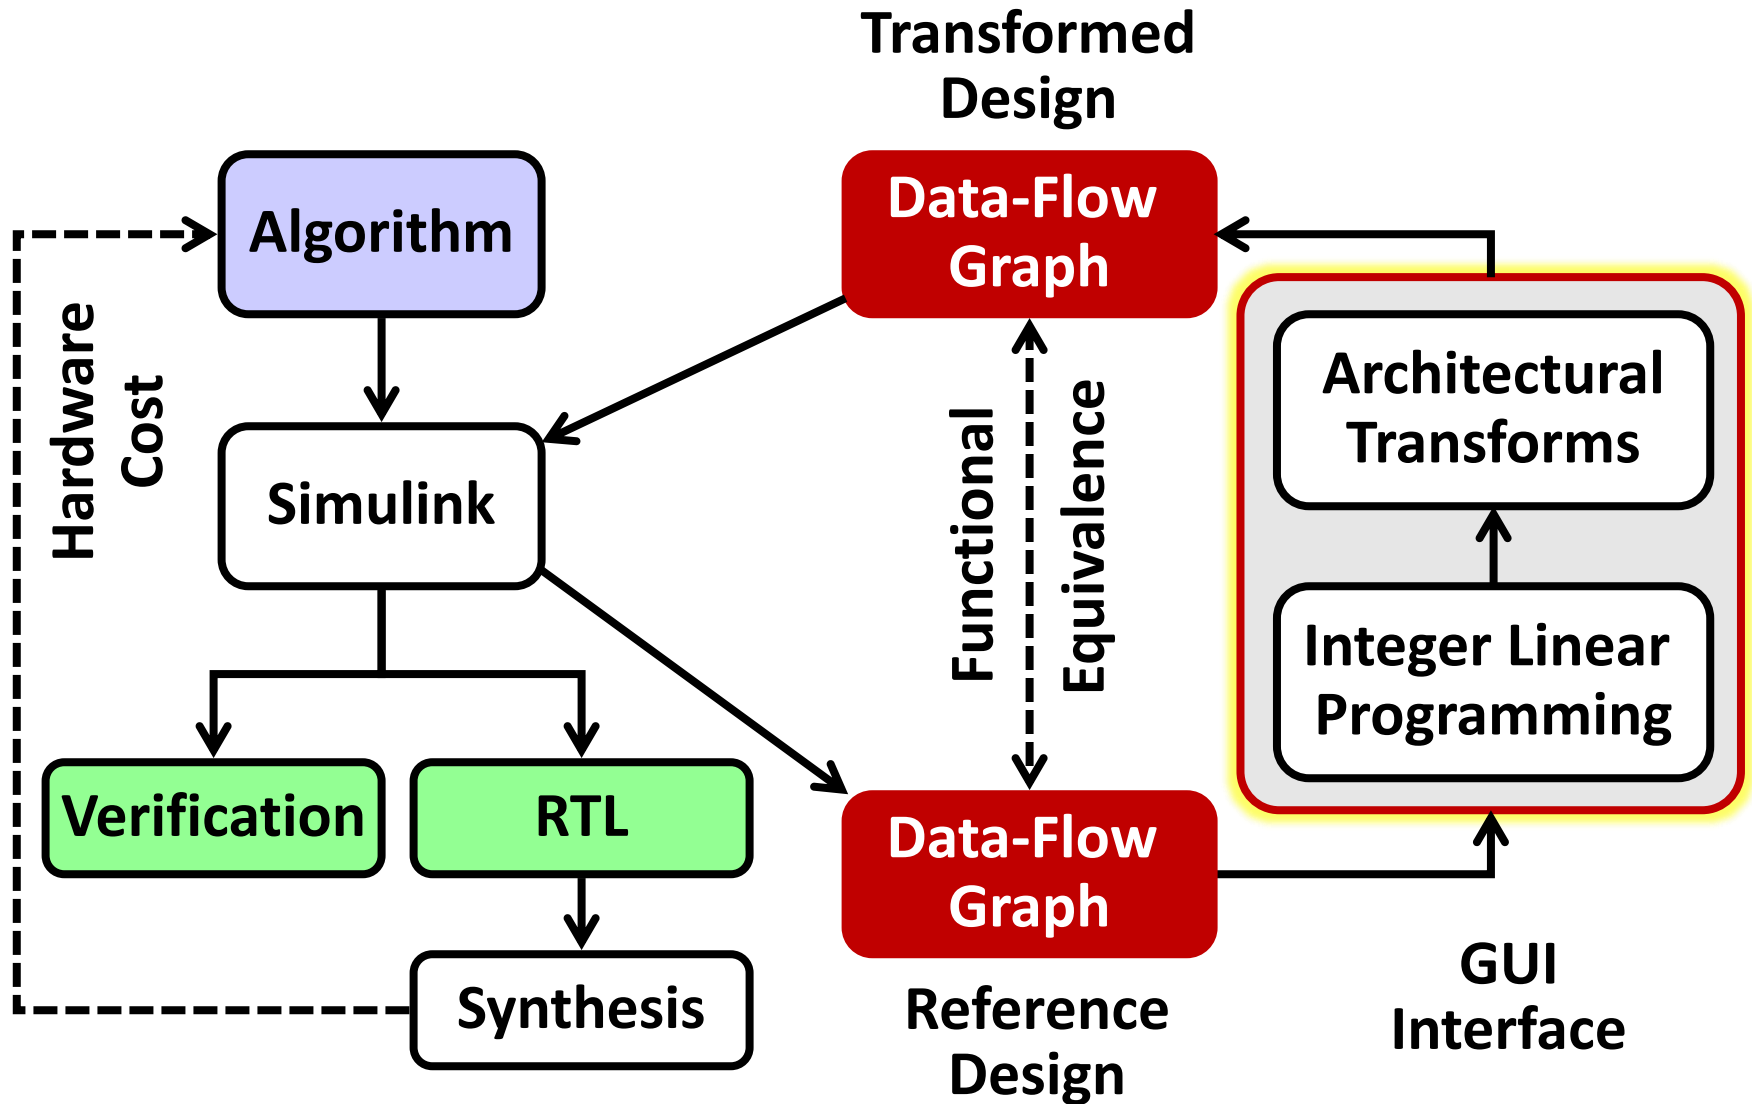 Transformed
Design
Algorithm
Data-Flow
Graph
Hardware
Cost
Simulink
Functional
Equivalence
Architectural
Transforms
Integer Linear
Programming
Verification
RTL
Data-Flow
Graph
Synthesis
Reference
Design
GUI
Interface